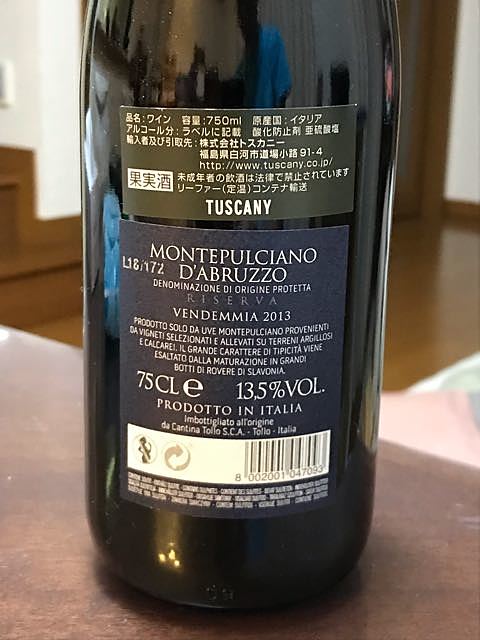 品名:ワイン 容量:750ml 原産国:イタリア
アルコール分:ラベルに記載 酸化防止剤 亜硫酸塩
輸入者及び引取先:株式会社トスカニー
福島県白河市道場小路 91-4
http://www.tuscany.co.jp/
果実酒 未成年者の飲酒は法律で禁止されています
リーファー(定温)コンテナ輸送
TUSCANY
MONTEPULCIANO
L18/172 D'ABRUZZO
DENOMINAZIONE DI ORIGINE PROTETTA
RISERVA
VENDEMMIA 2013
PRODOTTO SOLO DA UVE MONTEPULCIANO PROVENIENTI
DA VIGNETI SELEZIONATI E ALLEVATI SU TERRENI ARGILLOSI
E CALCAREI. IL GRANDE CARATTERE DI TIPICITÀ VIENE
ESALTATO DALLA MATURAZIONE IN GRANDI
BOTTI DI ROVERE DI SLAVONIA.
75CL e 13,5%VOL.
PRODOTTO IN ITALIA
Imbottigliato all'origine
da Cantina Tollo S.C.A. - Tollo - Italia
8 002001 047093